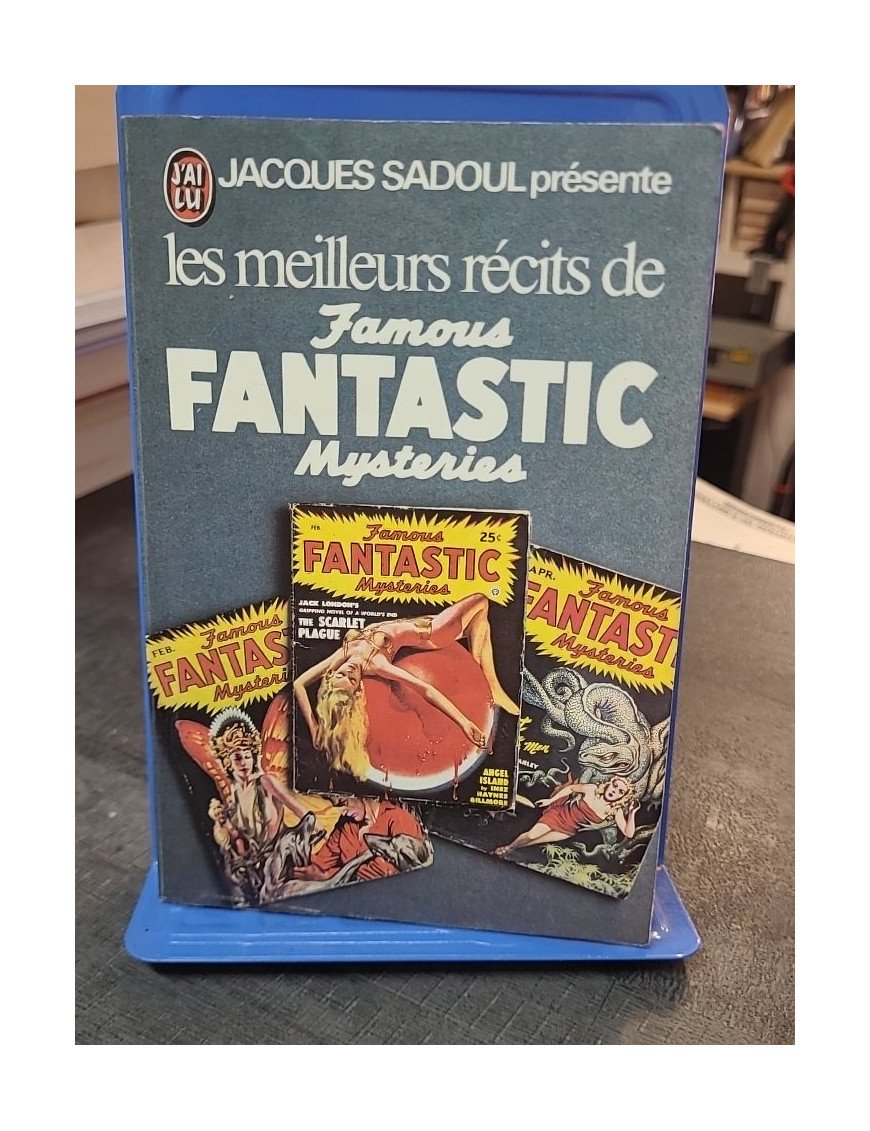 J'AI
LU
JACQUES SADOUL présente
les meilleurs récits de
Famous
FANTASTIC
Mysteries
FEB.
25¢
Famous
FANTASTIC
Mysteries
JACK LONDON'S
GRIPPING NOVEL OF A WORLD'S END
THE SCARLET
PLAGUE
ANGEL
ISLAND
by INEZ
HAYNES
GILLMORE
FEB.
Famous
FANTAS
Mysteri
APR.
Famous
FANTAST
Mysteries
Men